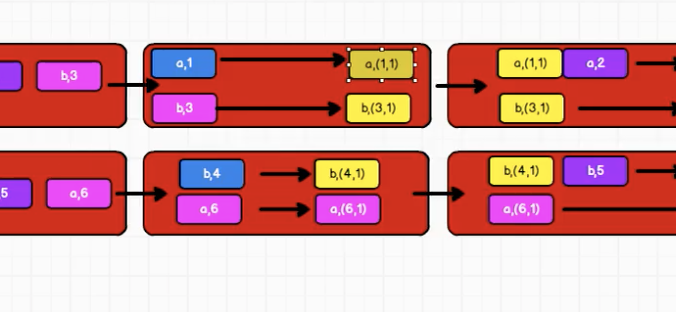 b,3
a,1
a,(1,1)
b,3
b,(3,1)
a,(1,1)
a,2
b,(3,1)
5
a,6
b,4
b,(4,1)
a,6
a,(6,1)
b,(4,1)
b,5
a,(6,1)